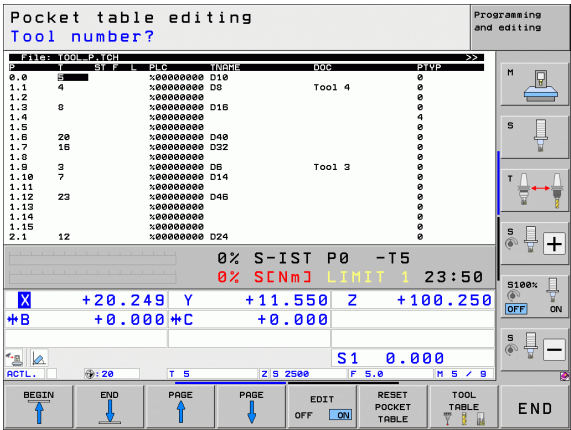 Pocket table editing
Tool number?
Programming
and editing
File: TOOL_P.TCH >>
P T ST F L PLC TNAME DOC PTYP
0.0 5 %00000000 D10 0
1.1 4 %00000000 D8 Tool 4 0
1.2 %00000000 0
1.3 8 %00000000 D16 0
1.4 %00000000 4
1.5 %00000000 0
1.6 20 %00000000 D40 0
1.7 16 %00000000 D32 0
1.8 %00000000 0
1.9 3 %00000000 D6 Tool 3 0
1.10 7 %00000000 D14 0
1.11 %00000000 0
1.12 23 %00000000 D46 0
1.13 %00000000 0
1.14 %00000000 0
1.15 %00000000 0
2.1 12 %00000000 D24 0
0% S-IST P0 -T5
0% S[Nm] LIMIT 1 23:50
X +20.249 Y +11.550 Z +100.250
B +0.000 C +0.000
S1 0.000
ACTL. :20 T 5 Z S 2500 F 5.0 M 5 / 9
M
S
T
S
+
S100%
OFF ON
S
−
BEGIN
END
PAGE
PAGE
EDIT
OFF ON
RESET
POCKET
TABLE
TOOL
TABLE
END